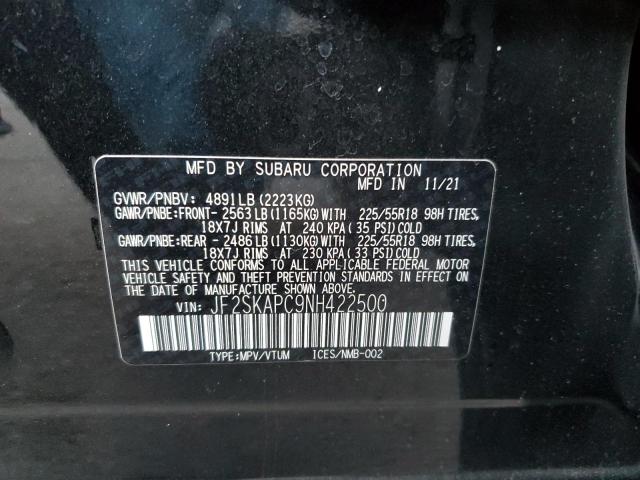 MFD BY SUBARU CORPORATION
MFD IN 11/21
GVWR/PNBV: 4891LB (2223KG)
GAWR/PNBE:FRONT- 2563LB (1165KG)WITH 225/55R18 98H TIRES,
18X7J RIMS AT 240 KPA (35 PSI)COLD
GAWR/PNBE:REAR - 2486LB (1130KG)WITH 225/55R18 98H TIRES,
18X7J RIMS AT 230 KPA (33 PSI)COLD
THIS VEHICLE CONFORMS TO ALL APPLICABLE FEDERAL MOTOR
VEHICLE SAFETY AND THEFT PREVENTION STANDARDS IN EFFECT
ON THE DATE OF MANUFACTURE SHOWN ABOVE.
VIN: JF2SKAPC9NH422500
TYPE:MPV/VTUM ICES/NMB-002